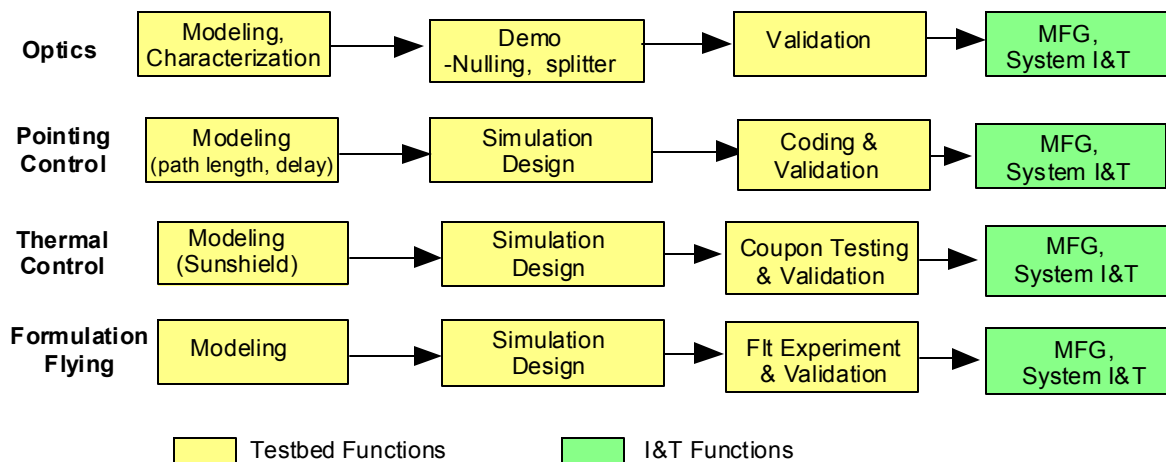 Optics
Modeling,
Characterization
Demo
-Nulling, splitter
Validation
MFG,
System I&T
Pointing
Control
Modeling
(path length, delay)
Simulation
Design
Coding &
Validation
MFG,
System I&T
Thermal
Control
Modeling
(Sunshield)
Simulation
Design
Coupon Testing
& Validation
MFG,
System I&T
Formulation
Flying
Modeling
Simulation
Design
Flt Experiment
& Validation
MFG,
System I&T
Testbed Functions
I&T Functions